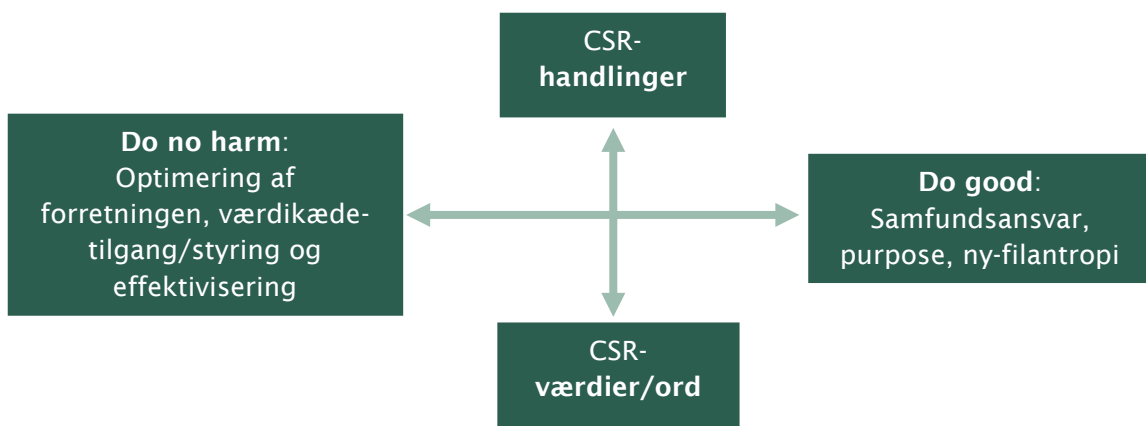 CSR-
handlinger
Do no harm:
Optimering af
forretningen, værdikæde-
tilgang/styring og
effektivisering
Do good:
Samfundsansvar,
purpose, ny-filantropi
CSR-
værdier/ord